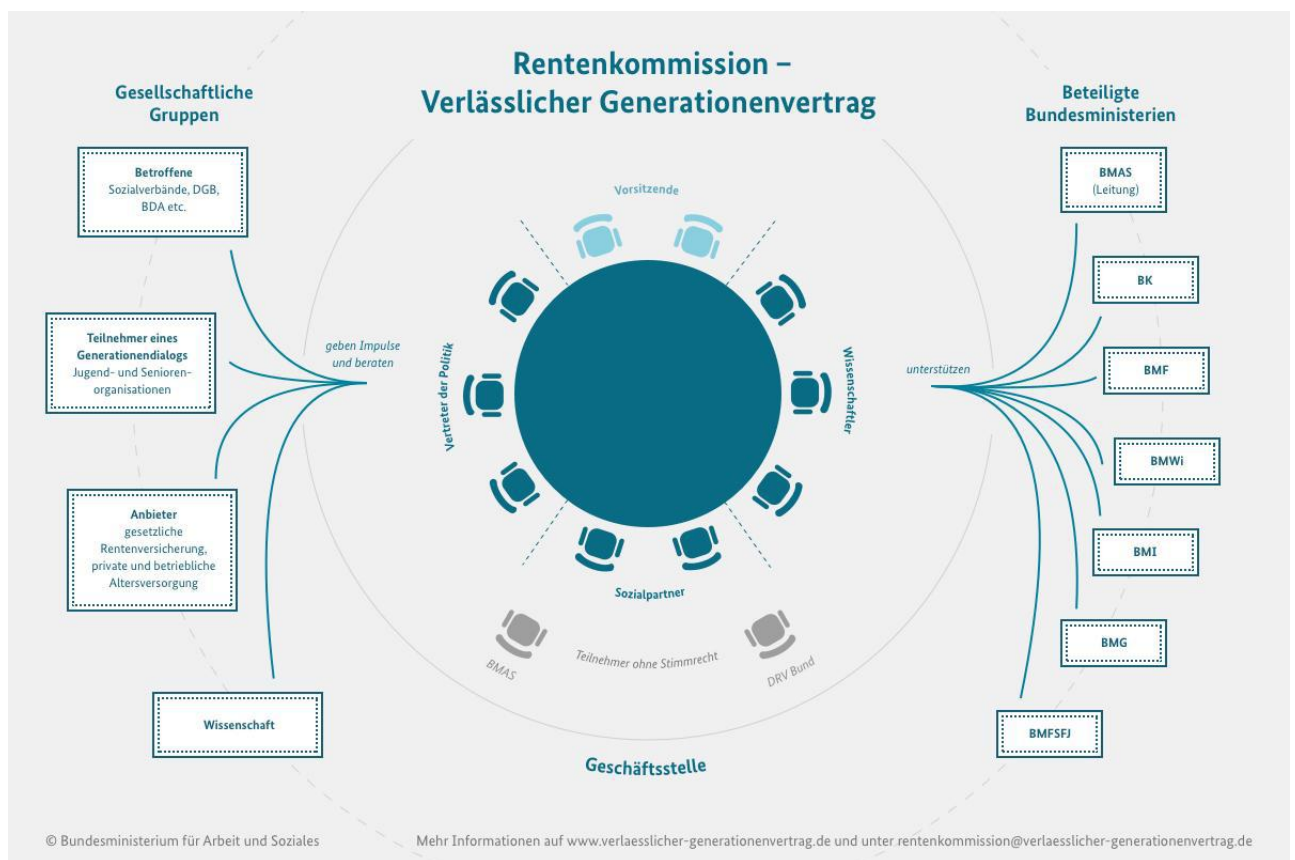 Rentenkommission –
Verlässlicher Generationenvertrag
Gesellschaftliche
Gruppen
Betroffene
Sozialverbände, DGB,
BDA etc.
Teilnehmer eines
Generationendialogs
Jugend- und Senioren-
organisationen
Anbieter
gesetzliche
Rentenversicherung,
private und betriebliche
Altersversorgung
Wissenschaft
geben Impulse
und beraten
Vorsitzende
Vertreter der Politik
Wissenschaftler
Sozialpartner
BMAS
Teilnehmer ohne Stimmrecht
DRV Bund
Geschäftsstelle
unterstützen
Beteiligte
Bundesministerien
BMAS
(Leitung)
BK
BMF
BMWi
BMI
BMG
BMFSFJ
© Bundesministerium für Arbeit und Soziales
Mehr Informationen auf www.verlaesslicher-generationenvertrag.de und unter rentenkommission@verlaesslicher-generationenvertrag.de